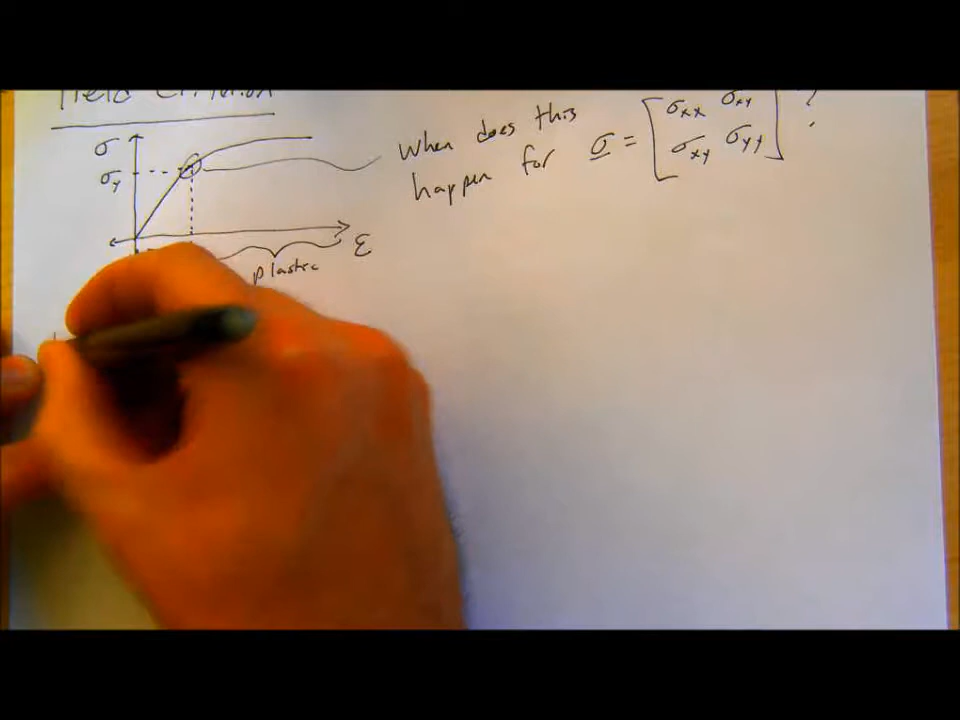 Yield Criterion
σ
σy
ε
plastic
When does this
happen for σ = [σxx σxy
σxy σyy] ?